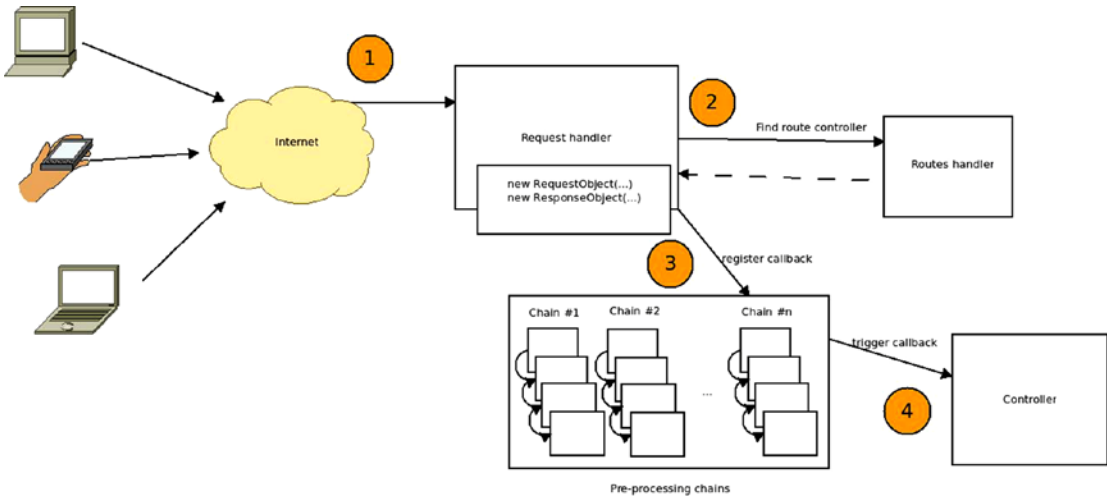 1
Internet
Request handler
new RequestObject(...)
new ResponseObject(...)
2
Find route controller
Routes handler
3
register callback
Chain #1
Chain #2
Chain #n
...
Pre-processing chains
trigger callback
4
Controller